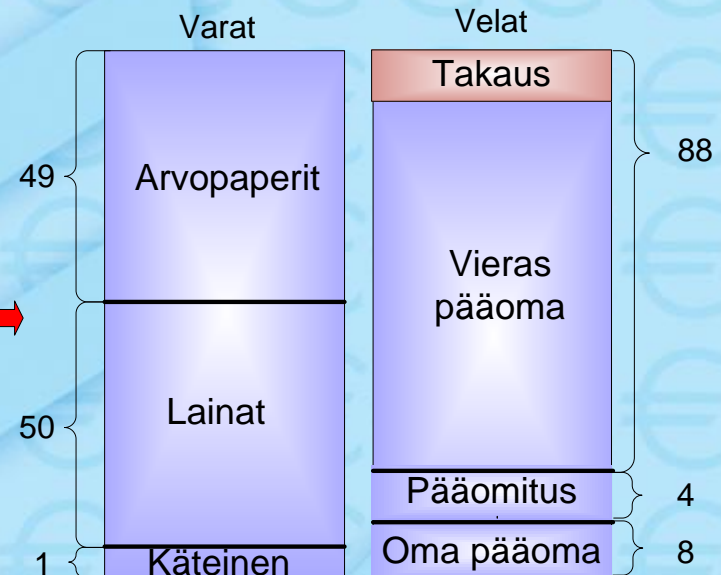 Varat
Velat
49
Arvopaperit
50
Lainat
1
Käteinen
Takaus
Vieras
pääoma
88
Pääomitus
4
Oma pääoma
8